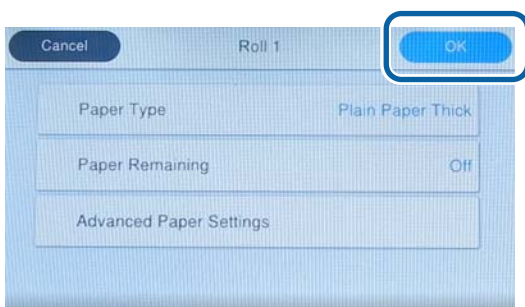 Cancel Roll 1 OK
Paper Type Plain Paper Thick
Paper Remaining Off
Advanced Paper Settings